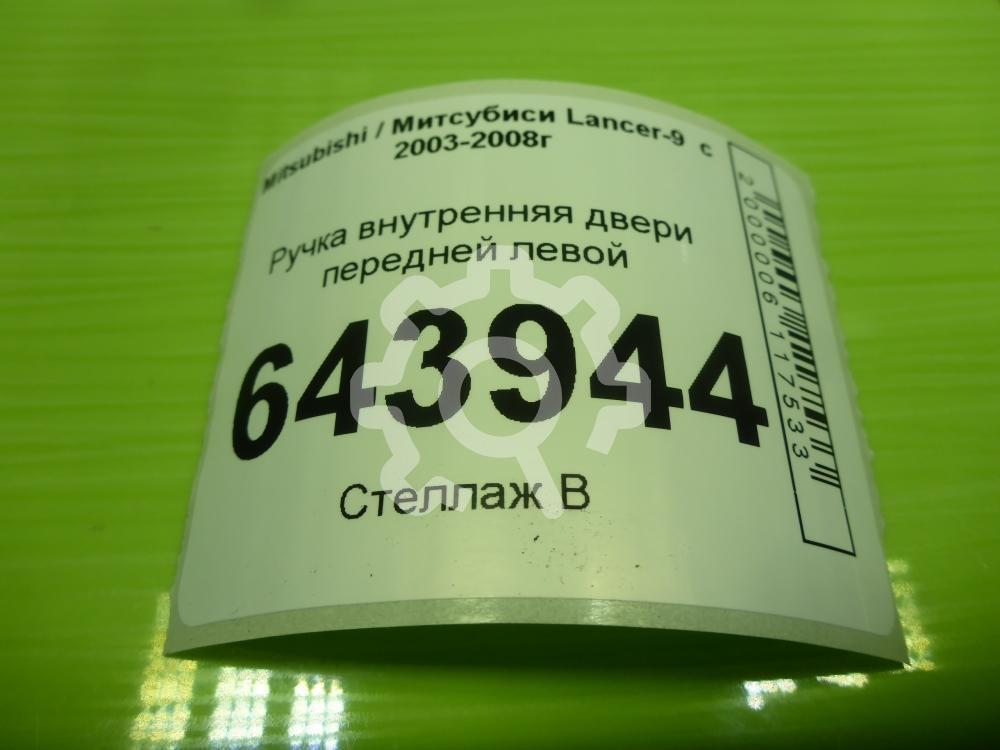 Mitsubishi / Митсубиси Lancer-9 с
2003-2008г
Ручка внутренняя двери
передней левой
643944
Стеллаж В
2000006117533